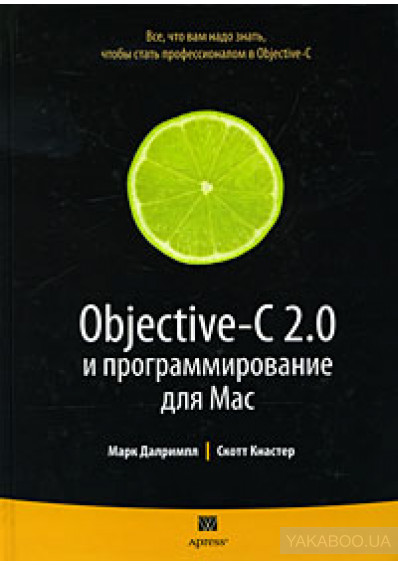 Все, что вам надо знать,
чтобы стать профессионалом в Objective-C
Objective-C 2.0
и программирование
для Mac
Марк Далримпл | Скотт Кнастер
Apress®
YAKABOO.UA